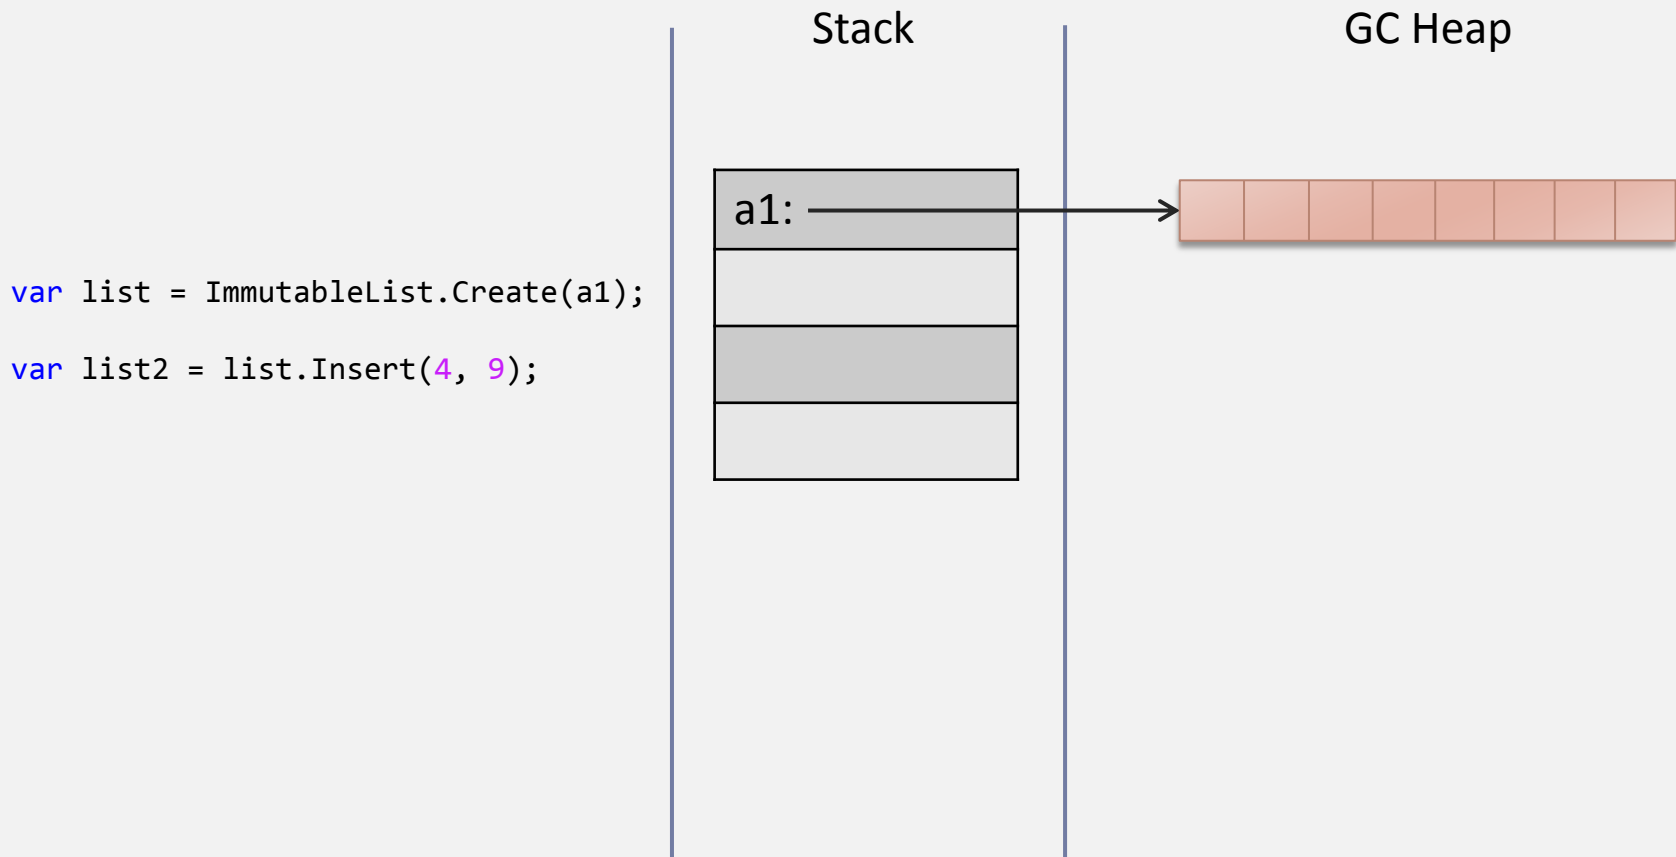 Stack
GC Heap
a1:
var list = ImmutableList.Create(a1);
var list2 = list.Insert(4, 9);